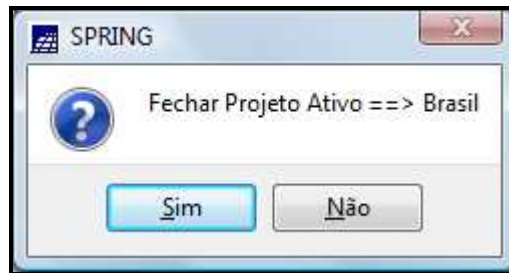 SPRING
Fechar Projeto Ativo ==> Brasil
Sim Não